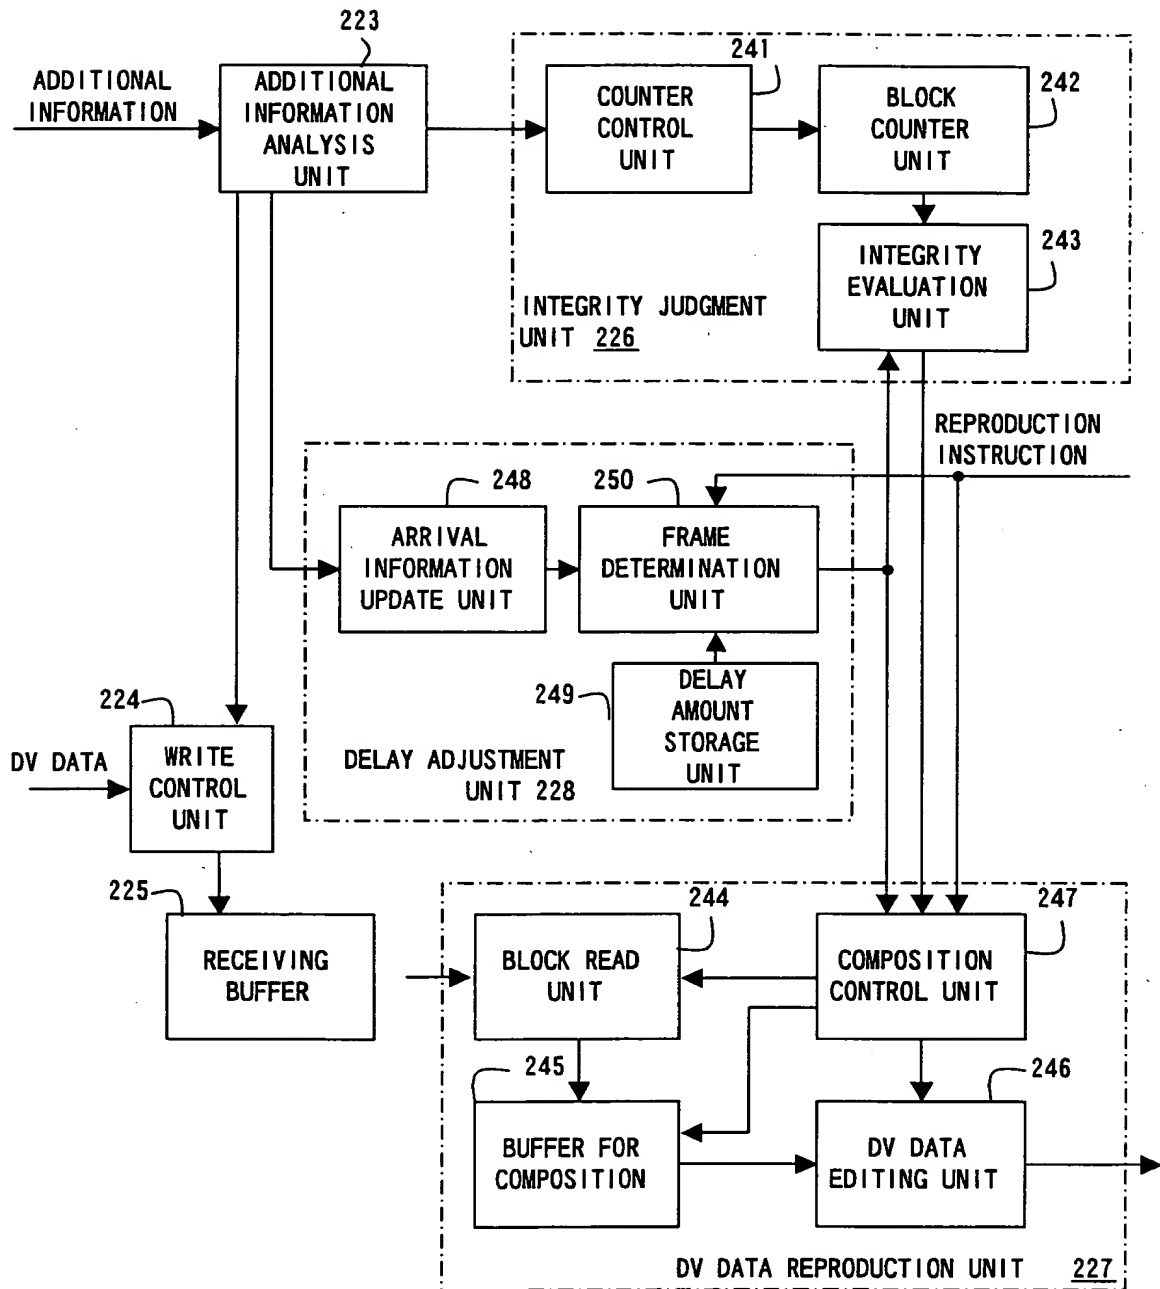 223
ADDITIONAL
INFORMATION
ADDITIONAL
INFORMATION
ANALYSIS
UNIT
241
COUNTER
CONTROL
UNIT
BLOCK
COUNTER
UNIT
242
INTEGRITY
EVALUATION
UNIT
243
INTEGRITY JUDGMENT
UNIT 226
REPRODUCTION
INSTRUCTION
248
250
ARRIVAL
INFORMATION
UPDATE UNIT
FRAME
DETERMINATION
UNIT
249
DELAY
AMOUNT
STORAGE
UNIT
DELAY ADJUSTMENT
UNIT 228
224
DV DATA
WRITE
CONTROL
UNIT
225
RECEIVING
BUFFER
244
BLOCK READ
UNIT
247
COMPOSITION
CONTROL UNIT
245
BUFFER FOR
COMPOSITION
246
DV DATA
EDITING UNIT
DV DATA REPRODUCTION UNIT 227